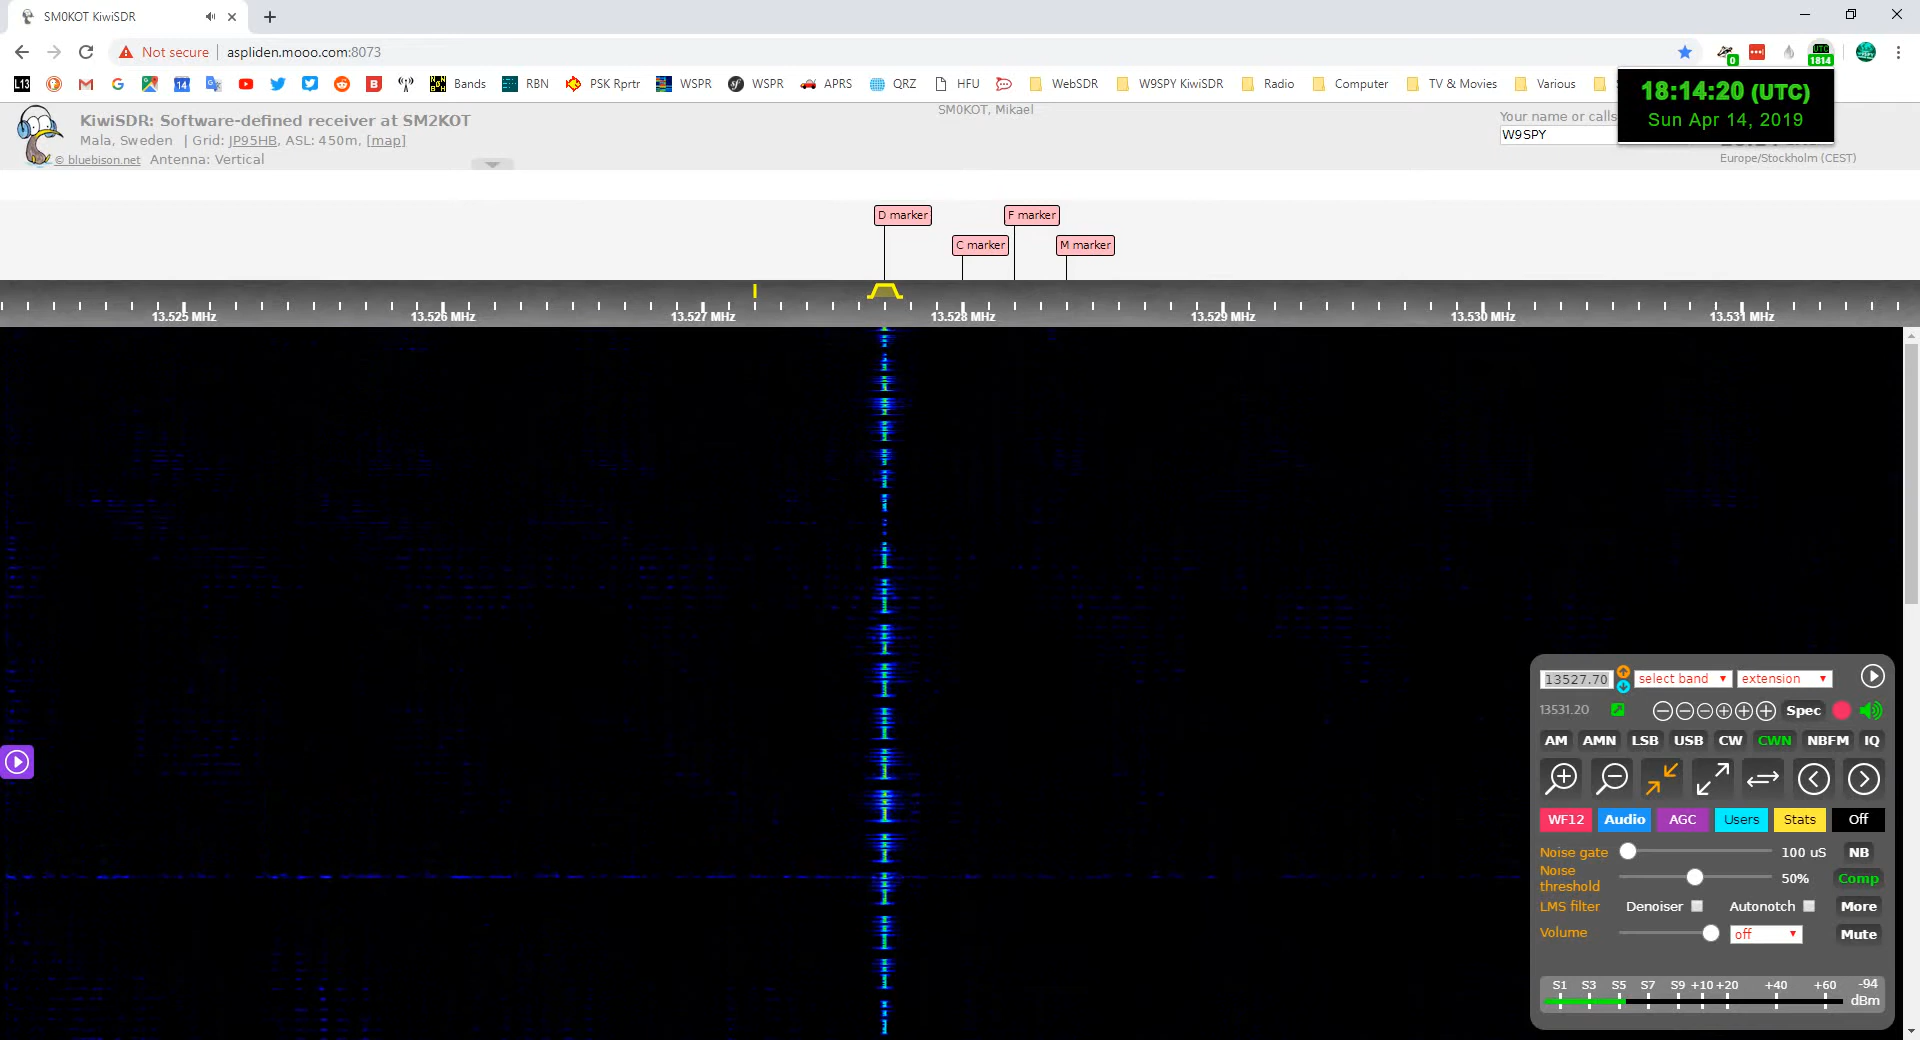 SM0KOT KiwiSDR
Not secure
aspliden.mooo.com:8073
0
UTC
1814
L13
14
Bands
RBN
PSK Rprtr
WSPR
WSPR
APRS
QRZ
HFU
WebSDR
W9SPY KiwiSDR
Radio
Computer
TV & Movies
Various
18:14:20 (UTC)
Sun Apr 14, 2019
KiwiSDR: Software-defined receiver at SM2KOT
Mala, Sweden | Grid: JP95HB, ASL: 450m, [map]
© bluebison.net Antenna: Vertical
SM0KOT, Mikael
Your name or calls
W9SPY
Europe/Stockholm (CEST)
D marker
F marker
C marker
M marker
13.525 MHz 13.526 MHz 13.527 MHz 13.528 MHz 13.529 MHz 13.530 MHz 13.531 MHz
13527.70 select band extension
13531.20 Spec
AM AMN LSB USB CW CWN NBFM IQ
WF12 Audio AGC Users Stats Off
Noise gate 100 uS NB
Noise threshold 50% Comp
LMS filter Denoiser Autonotch More
Volume off Mute
S1 S3 S5 S7 S9 +10 +20 +40 +60 -94
dBm